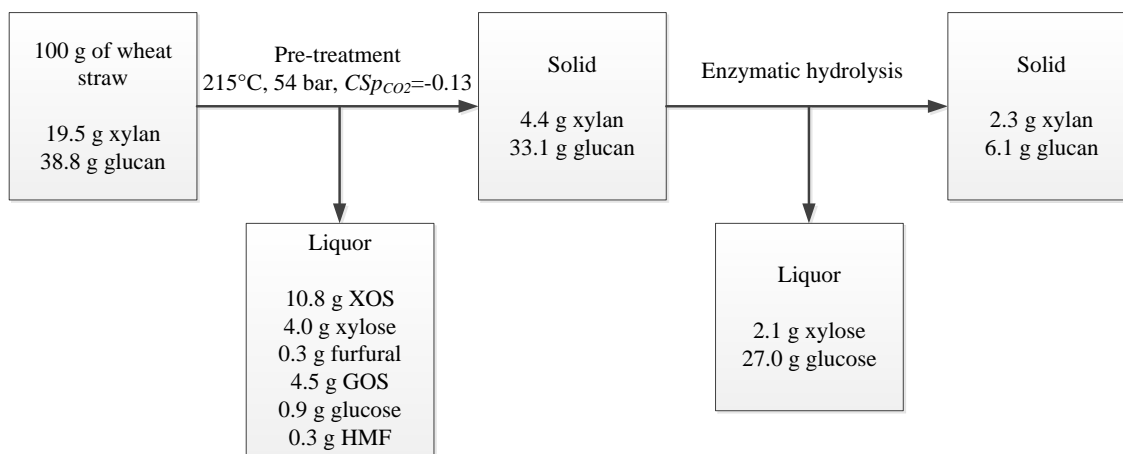 100 g of wheat
straw
19.5 g xylan
38.8 g glucan
Pre-treatment
215°C, 54 bar, CSpCO2=-0.13
Solid
4.4 g xylan
33.1 g glucan
Enzymatic hydrolysis
Solid
2.3 g xylan
6.1 g glucan
Liquor
10.8 g XOS
4.0 g xylose
0.3 g furfural
4.5 g GOS
0.9 g glucose
0.3 g HMF
Liquor
2.1 g xylose
27.0 g glucose